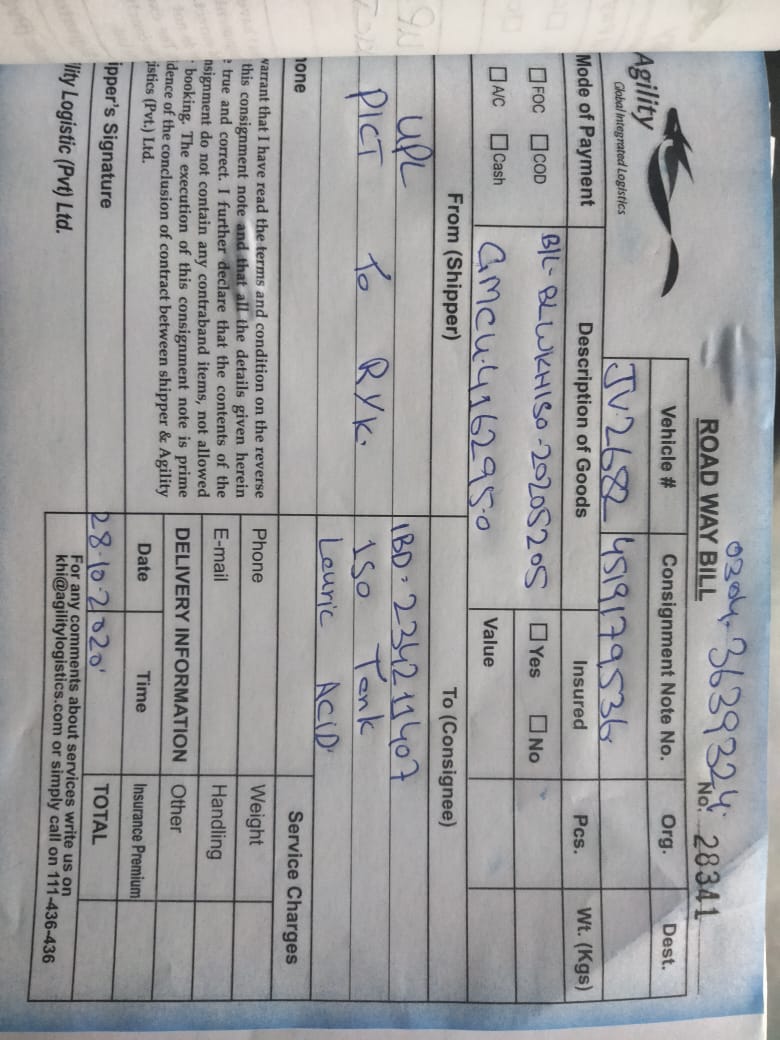 0304-3639324
ROAD WAY BILL No: 28341
Agility
Global Integrated Logistics
Vehicle # Consignment Note No. Org. Dest.
JV.2682 4519179536
Mode of Payment Description of Goods Insured Pcs. Wt. (Kgs)
FOC COD B/L- BLWKHISO-20205205 Yes No
A/C Cash GMCU.4162950 Value
From (Shipper) To (Consignee)
UPL IBD: 234211407
PICT To RYK. ISO Tank
Lauric ACID
hone Service Charges
warrant that I have read the terms and condition on the reverse
this consignment note and that all the details given herein
e true and correct. I further declare that the contents of the
nsignment do not contain any contraband items, not allowed
booking. The execution of this consignment note is prime
dence of the conclusion of contract between shipper & Agility
istics (Pvt.) Ltd.
Phone Weight
E-mail Handling
DELIVERY INFORMATION Other
Date Time Insurance Premium
ipper's Signature 28.10.2020 TOTAL
lity Logistic (Pvt) Ltd.
For any comments about services write us on
khi@agilitylogistics.com or simply call on 111-436-436